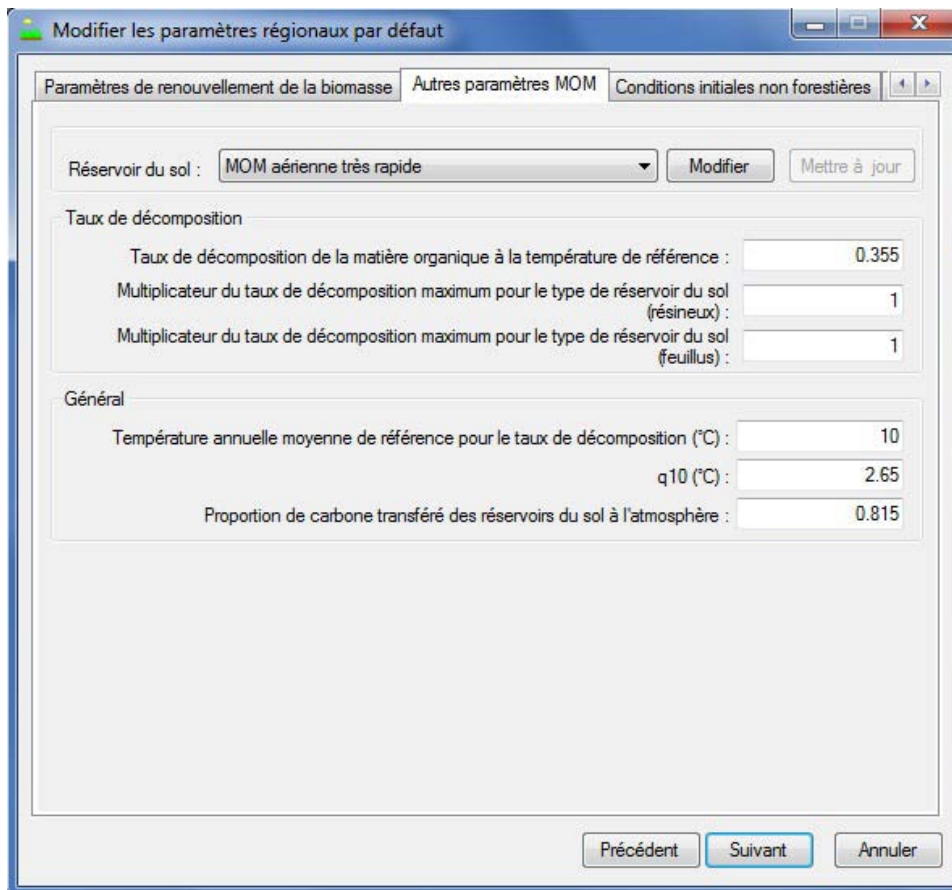 Modifier les paramètres régionaux par défaut
Paramètres de renouvellement de la biomasse Autres paramètres MOM Conditions initiales non forestières
Réservoir du sol : MOM aérienne très rapide Modifier Mettre à jour
Taux de décomposition
Taux de décomposition de la matière organique à la température de référence : 0.355
Multiplicateur du taux de décomposition maximum pour le type de réservoir du sol
(résineux) : 1
Multiplicateur du taux de décomposition maximum pour le type de réservoir du sol
(feuillus) : 1
Général
Température annuelle moyenne de référence pour le taux de décomposition (°C) : 10
q10 (°C) : 2.65
Proportion de carbone transféré des réservoirs du sol à l'atmosphère : 0.815
Précédent Suivant Annuler